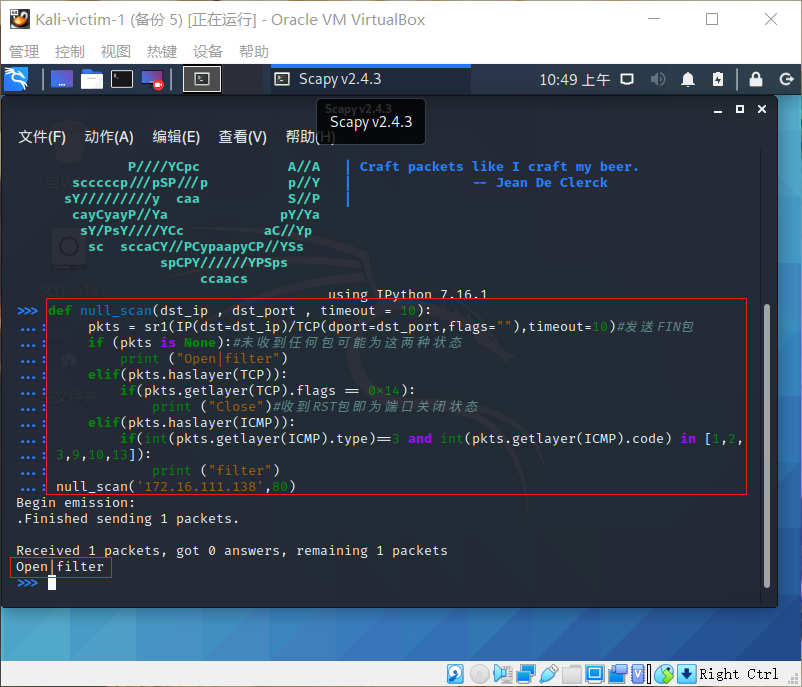 Kali-victim-1 (备份 5) [正在运行] - Oracle VM VirtualBox
管理 控制 视图 热键 设备 帮助
Scapy v2.4.3 10:49 上午
Scapy v2.4.3
Scapy v2.4.3
文件(F) 动作(A) 编辑(E) 查看(V) 帮助(H)
P////YCpc A//A | Craft packets like I craft my beer.
scccccp///pSP///p p//Y | -- Jean De Clerck
sY/////////y caa S//P |
cayCyayP//Ya pY/Ya
sY/PsY////YCc aC//Yp
sc sccaCY//PCypaapyCP//YSs
spCPY//////YPSps
ccaacs
using IPython 7.16.1
>>> def null_scan(dst_ip , dst_port , timeout = 10):
...: pkts = sr1(IP(dst=dst_ip)/TCP(dport=dst_port,flags=""),timeout=10)#发送FIN包
...: if (pkts is None):#未收到任何包可能为这两种状态
...: print ("Open|filter")
...: elif(pkts.haslayer(TCP)):
...: if(pkts.getlayer(TCP).flags == 0×14):
...: print ("Close")#收到RST包即为端口关闭状态
...: elif(pkts.haslayer(ICMP)):
...: if(int(pkts.getlayer(ICMP).type)==3 and int(pkts.getlayer(ICMP).code) in [1,2,
...: 3,9,10,13]):
...: print ("filter")
...: null_scan('172.16.111.138',80)
Begin emission:
.Finished sending 1 packets.
Received 1 packets, got 0 answers, remaining 1 packets
Open|filter
>>>
Right Ctrl